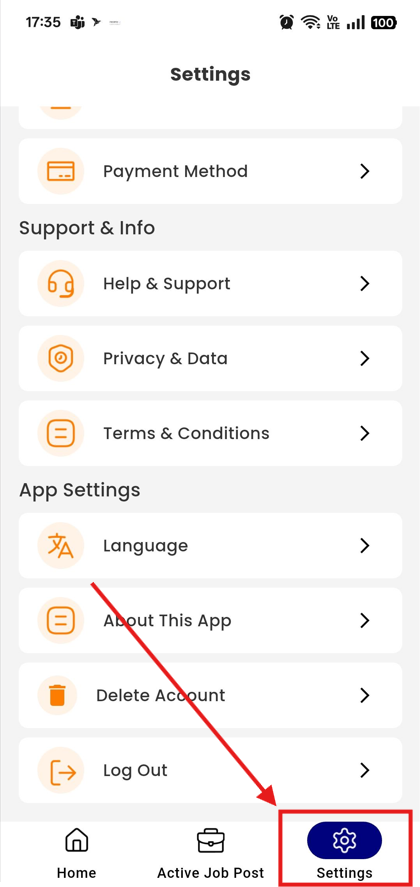 17:35
Vo
LTE
100
Settings
Payment Method
Support & Info
Help & Support
Privacy & Data
Terms & Conditions
App Settings
Language
About This App
Delete Account
Log Out
Home
Active Job Post
Settings